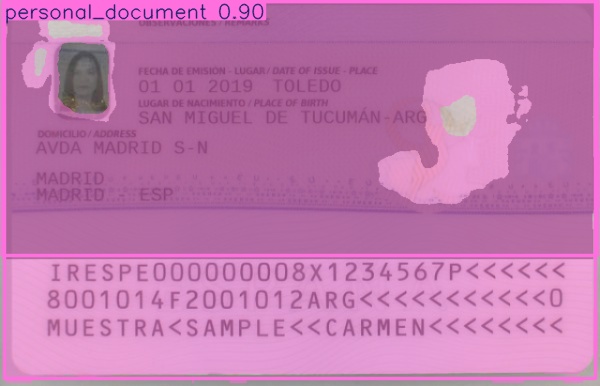 personal_document 0.90
OBSERVACIONES / REMARKS
FECHA DE EMISIÓN - LUGAR / DATE OF ISSUE - PLACE
01 01 2019 TOLEDO
LUGAR DE NACIMIENTO / PLACE OF BIRTH
SAN MIGUEL DE TUCUMÁN-ARG
DOMICILIO / ADDRESS
AVDA MADRID S-N
MADRID
MADRID - ESP
IRESPE000000008X1234567P<<<<<<
8001014F2001012ARG<<<<<<<<<<<0
MUESTRA<SAMPLE<<CARMEN<<<<<<<<